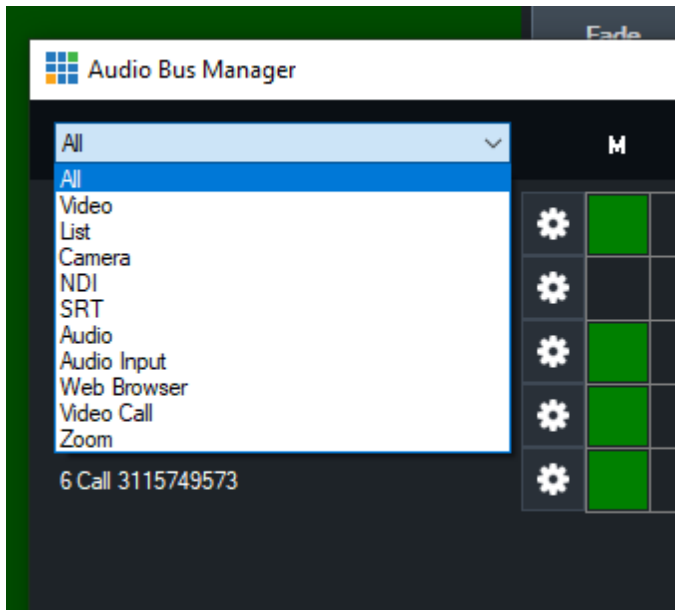 Fade
Audio Bus Manager
All
M
All
Video
List
Camera
NDI
SRT
Audio
Audio Input
Web Browser
Video Call
Zoom
6 Call 3115749573